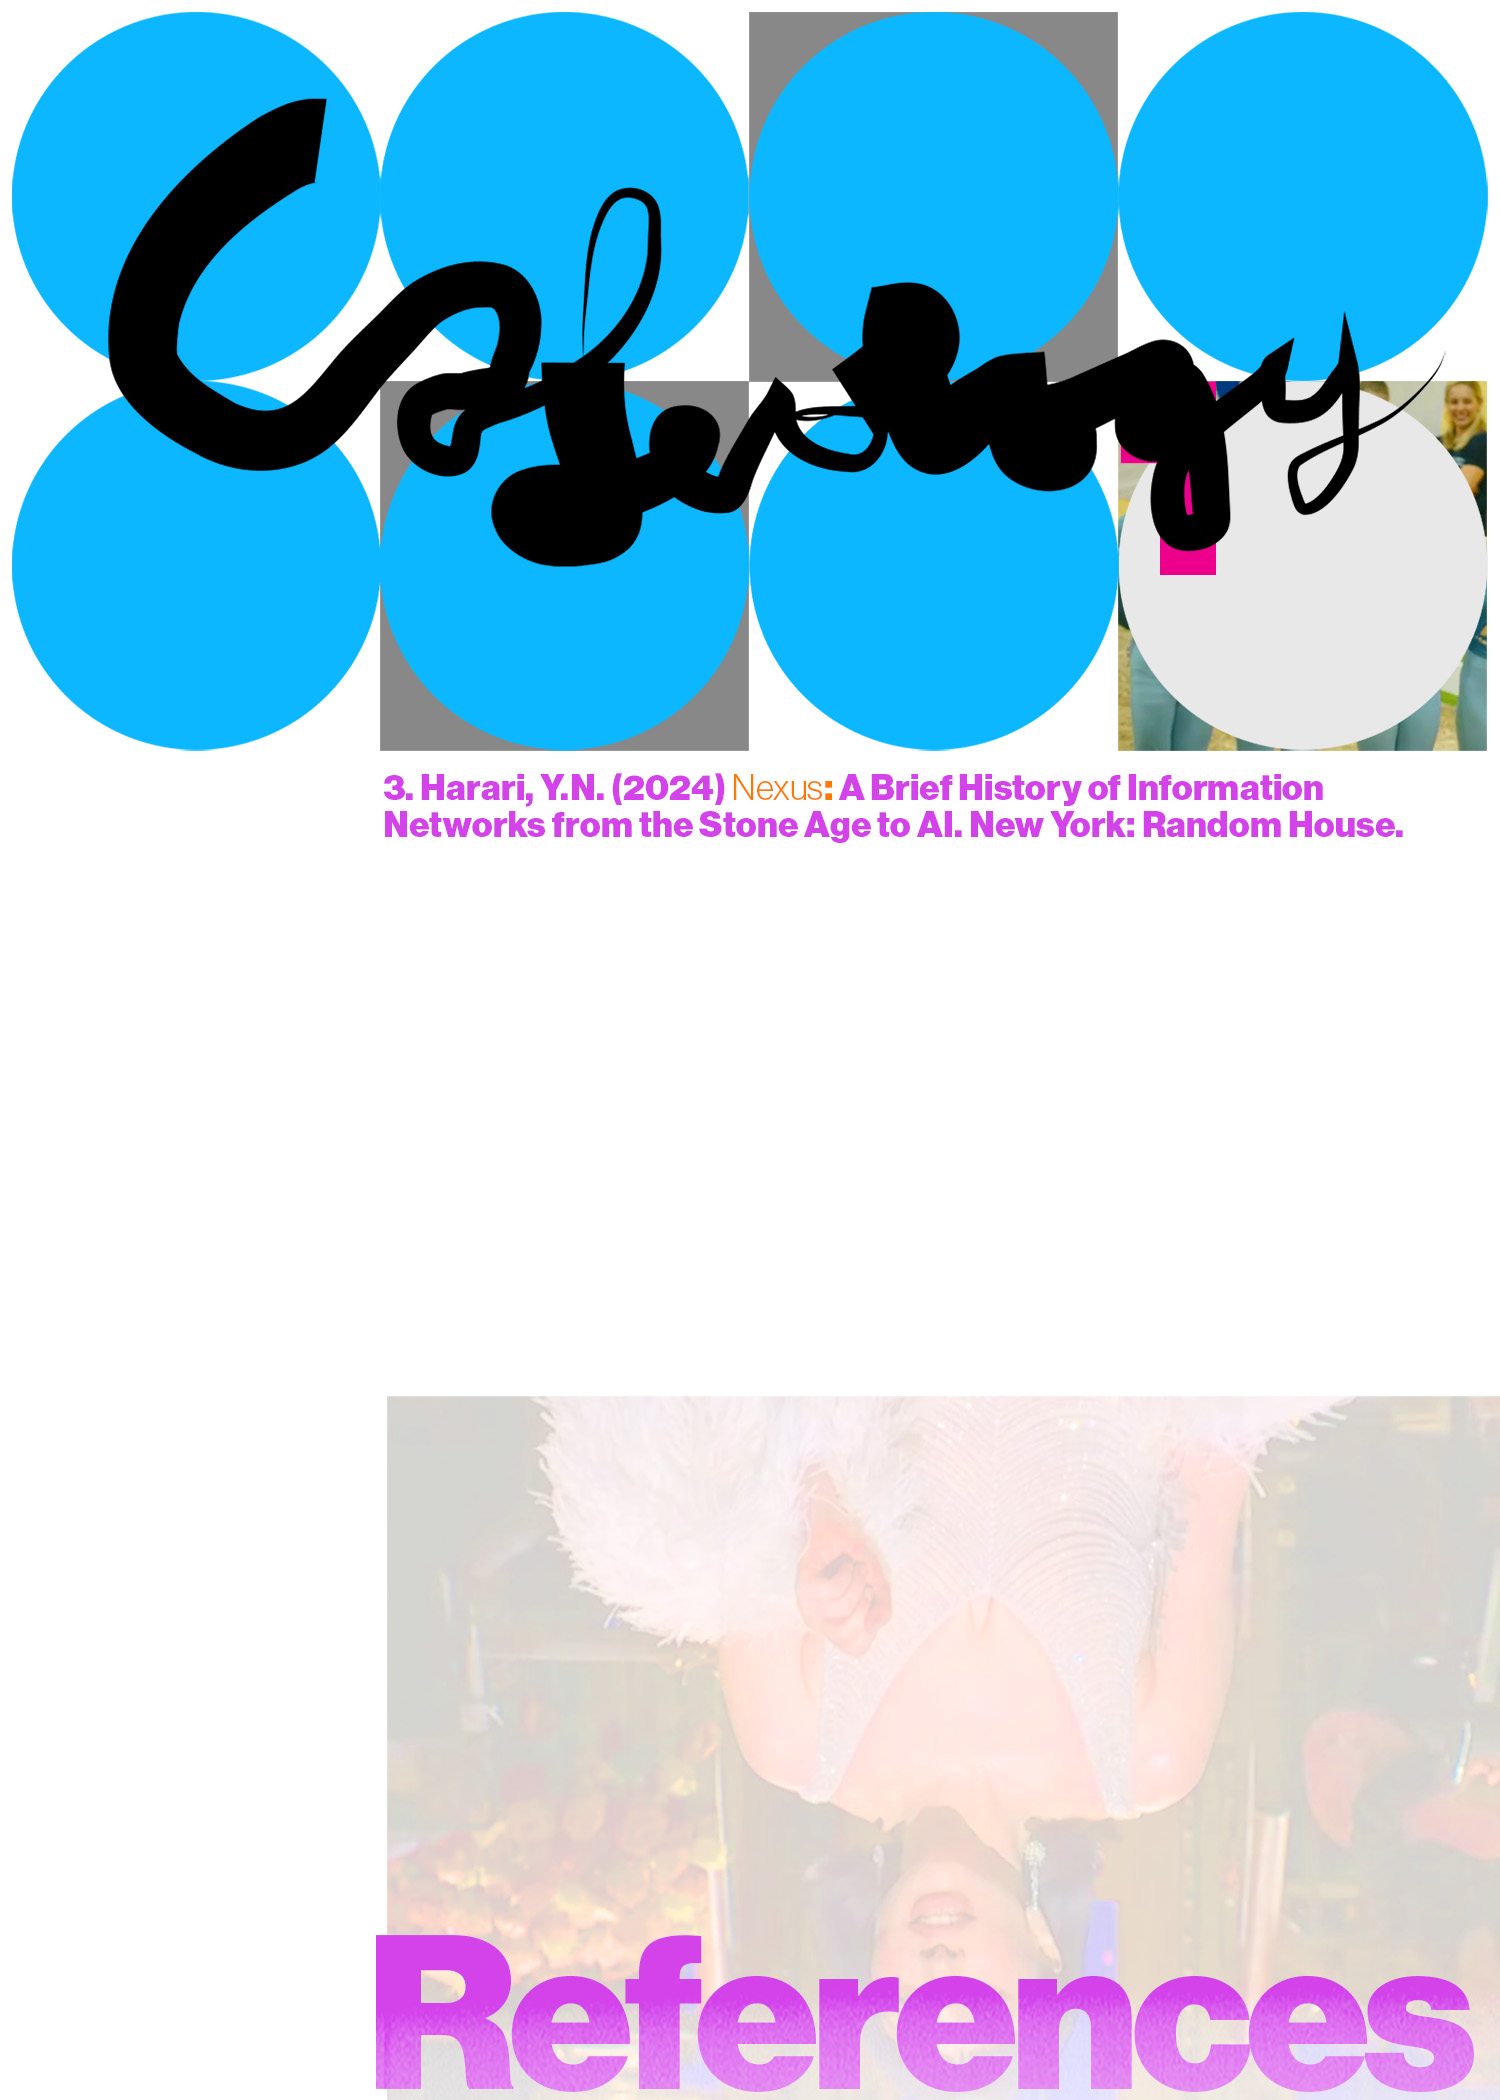 3. Harari, Y.N. (2024) Nexus: A Brief History of Information
Networks from the Stone Age to AI. New York: Random House.
References